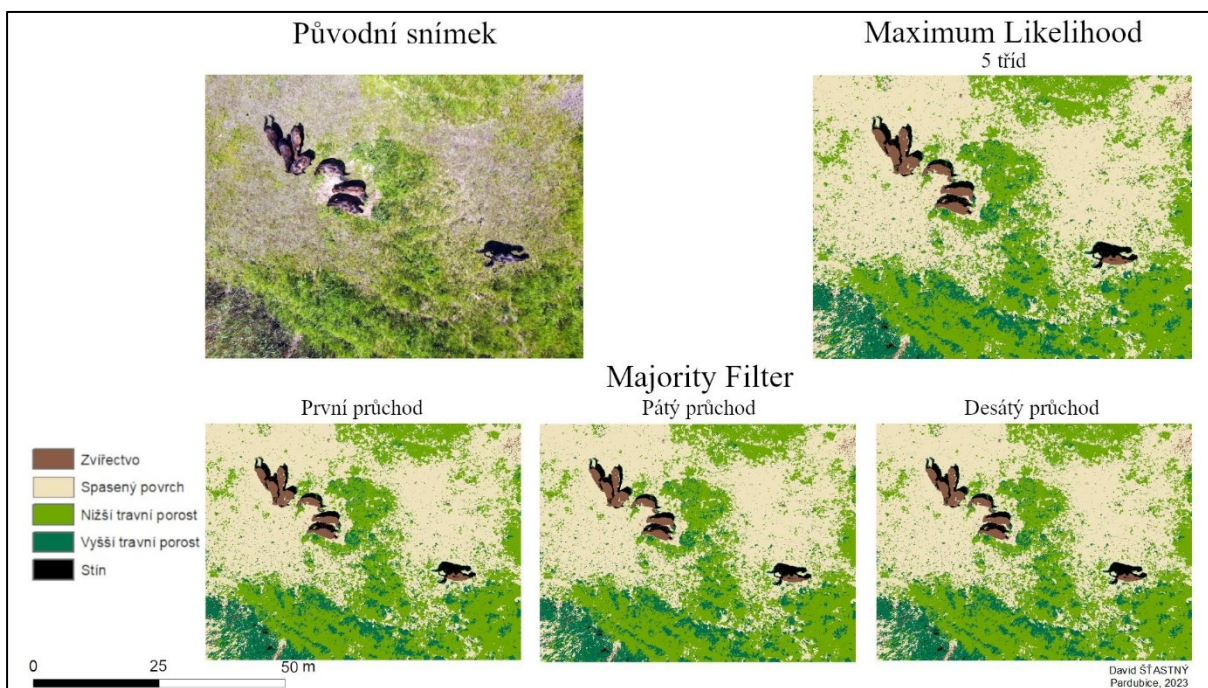 Původní snímek
Maximum Likelihood
5 tříd
Majority Filter
První průchod
Pátý průchod
Desátý průchod
Zvířectvo
Spasený povrch
Nižší travní porost
Vyšší travní porost
Stín
0 25 50 m
David ŠŤASTNÝ
Pardubice, 2023